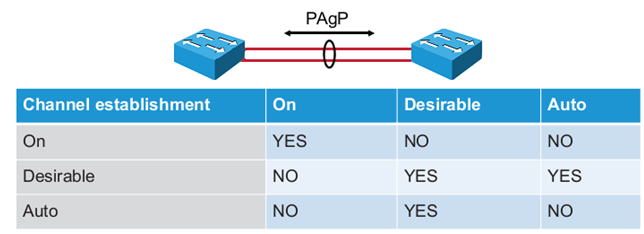 PAgP
Channel establishment On Desirable Auto
On YES NO NO
Desirable NO YES YES
Auto NO YES NO